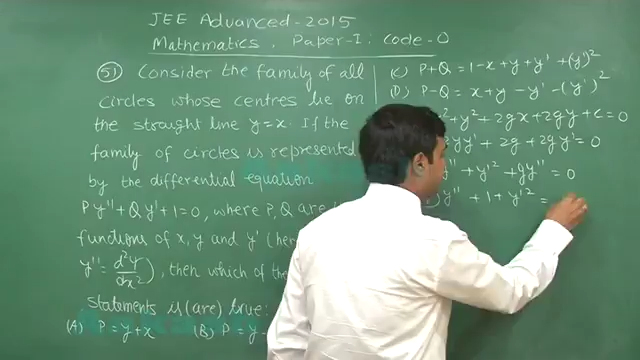 JEE Advanced-2015
Mathematics, Paper-I: Code-0
(51) Consider the family of all
circles whose centres lie on
the straight line y=x. If the
family of circles is represented
by the differential equation
Py''+Qy'+1=0, where P, Q are
functions of x, y and y' (here
y''=d²y/dx²), then which of the
statements is(are) true:
(A) P=y+x (B) P=y-
(C) P+Q=1-x+y+y'+(y')²
(D) P-Q=x+y-y'-(y')²
+y²+2gx+2gy+c=0
yy'+2g+2gy'=0
+y'²+gy''=0
)y''+1+y'²=